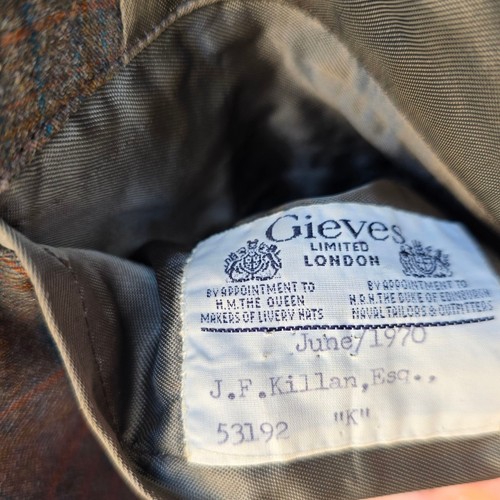 Gieves
LIMITED
LONDON
BY APPOINTMENT TO
H.M. THE QUEEN
MAKERS OF LIVERY HATS
BY APPOINTMENT TO
H.R.H. THE DUKE OF EDINBURGH
NAVAL TAILORS & OUTFITTERS
June/1970
J.F.Killan,Esq.,
53192 "K"